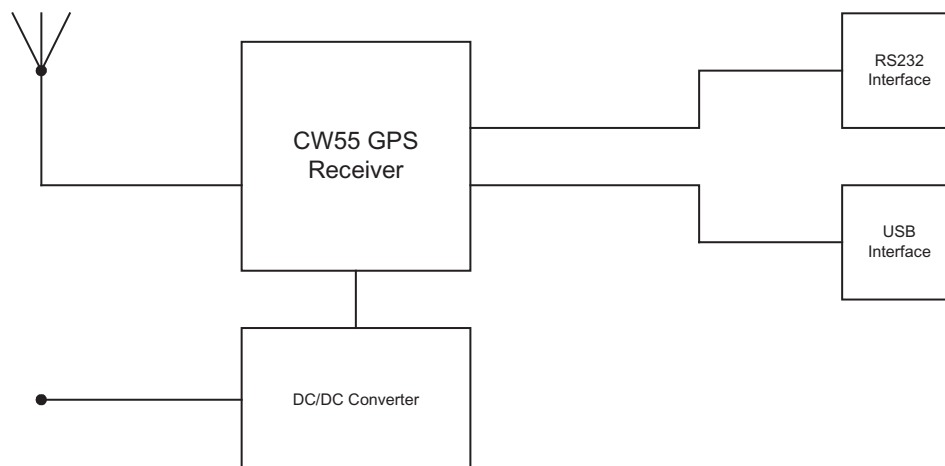 RS232
Interface
CW55 GPS
Receiver
USB
Interface
DC/DC Converter